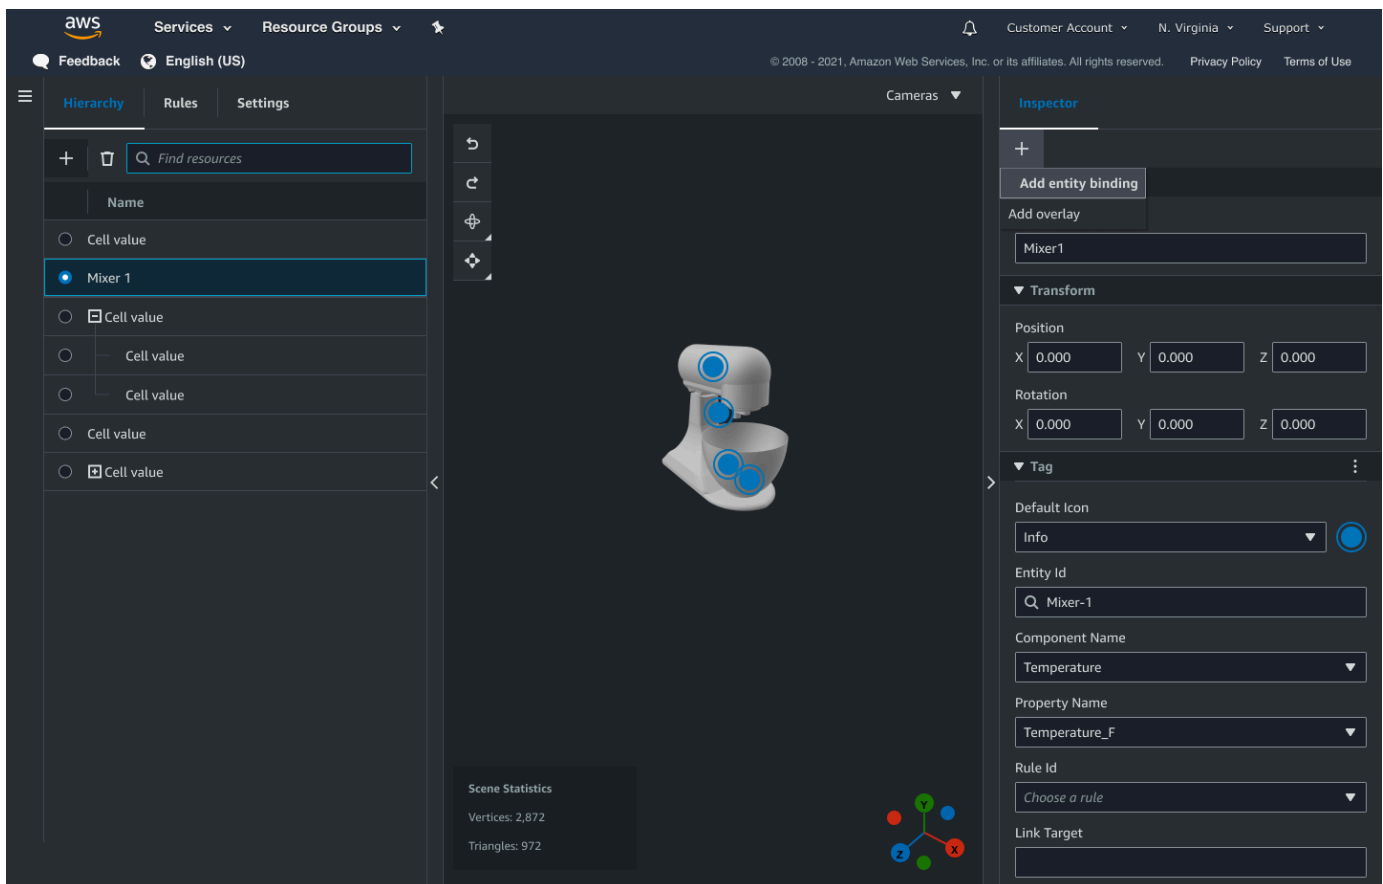 aws Services Resource Groups Customer Account N. Virginia Support
Feedback English (US) © 2008 - 2021, Amazon Web Services, Inc. or its affiliates. All rights reserved. Privacy Policy Terms of Use
Hierarchy Rules Settings
Find resources
Name
Cell value
Mixer 1
Cell value
Cell value
Cell value
Cell value
Cell value
Cameras
Scene Statistics
Vertices: 2,872
Triangles: 972
Y
Z X
Inspector
Add entity binding
Add overlay
Mixer1
Transform
Position
X 0.000 Y 0.000 Z 0.000
Rotation
X 0.000 Y 0.000 Z 0.000
Tag
Default Icon
Info
Entity Id
Mixer-1
Component Name
Temperature
Property Name
Temperature_F
Rule Id
Choose a rule
Link Target